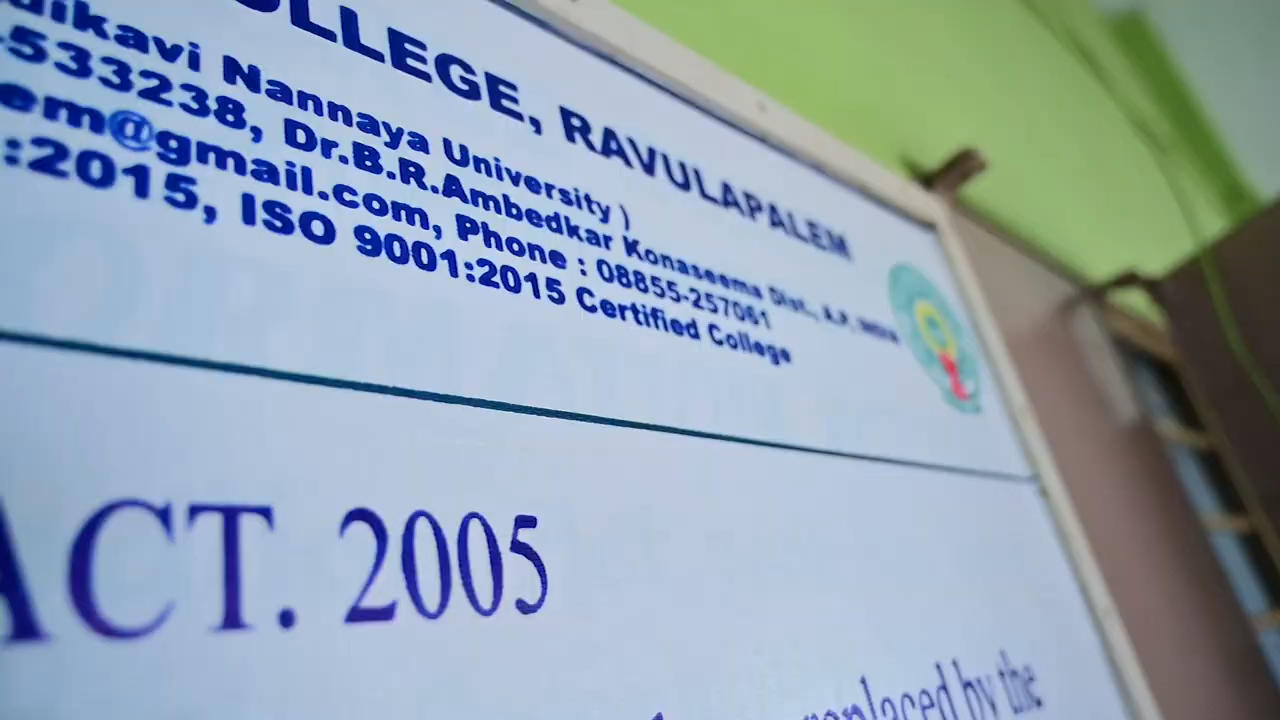 OLLEGE, RAVULAPALEM
dikavi Nannaya University )
-533238, Dr.B.R.Ambedkar Konaseema Dist., A.P. INDIA
em@gmail.com, Phone : 08855-257061
:2015, ISO 9001:2015 Certified College
ACT. 2005
replaced by the